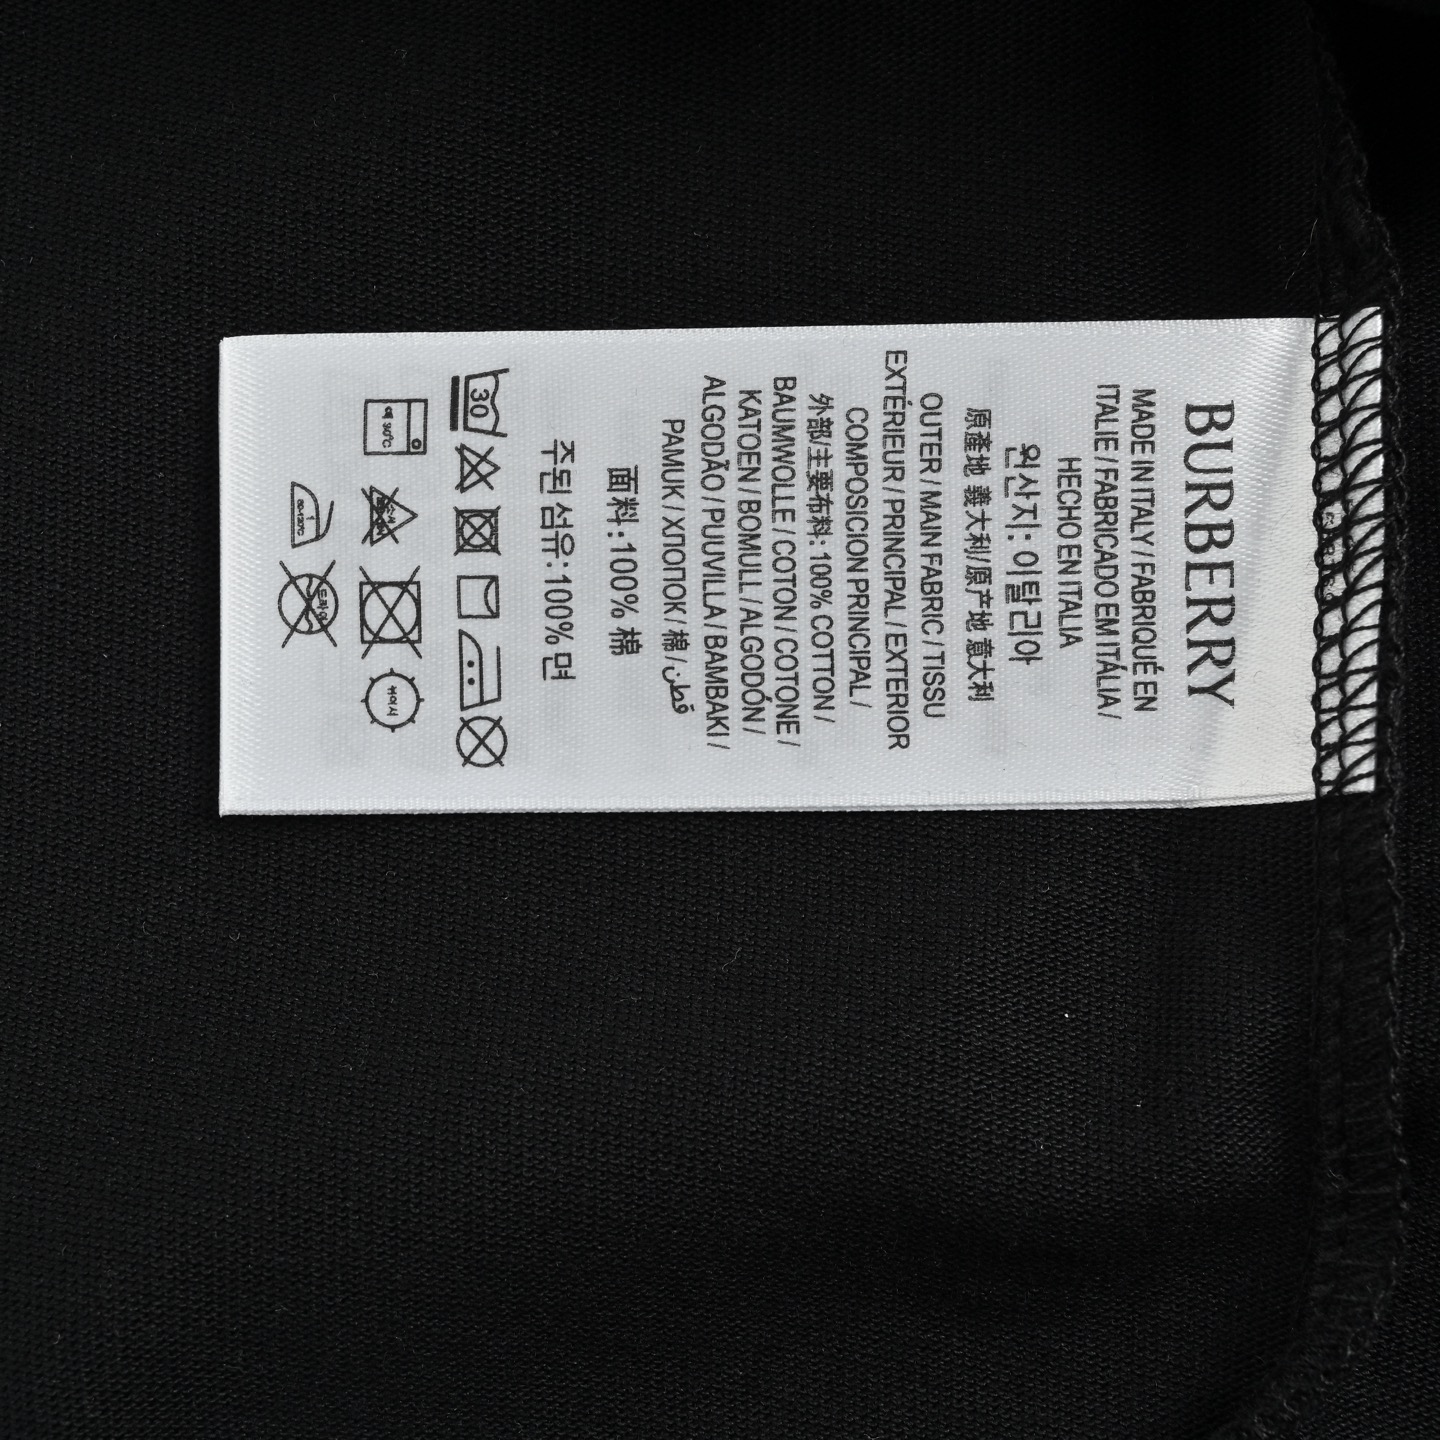 BURBERRY
MADE IN ITALY / FABRIQUÉ EN
ITALIE / FABRICADO EM ITÁLIA /
HECHO EN ITALIA
원산지: 이탈리아
原產地 義大利/原产地 意大利
OUTER / MAIN FABRIC / TISSU
EXTÉRIEUR / PRINCIPAL / EXTERIOR
COMPOSICION PRINCIPAL /
外部/主要布料: 100% COTTON /
BAUMWOLLE / COTON / COTONE /
KATOEN / BOMULL / ALGODÓN /
ALGODÃO / PUUVILLA / BAMBAKI /
PAMUK / ХЛОПОК / 棉 / قطن
面料:100% 棉
주된 섬유:100% 면
30